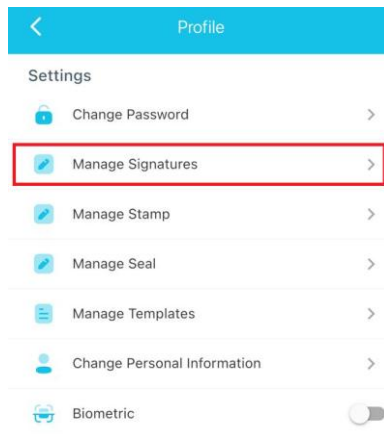 Profile
Settings
Change Password
Manage Signatures
Manage Stamp
Manage Seal
Manage Templates
Change Personal Information
Biometric